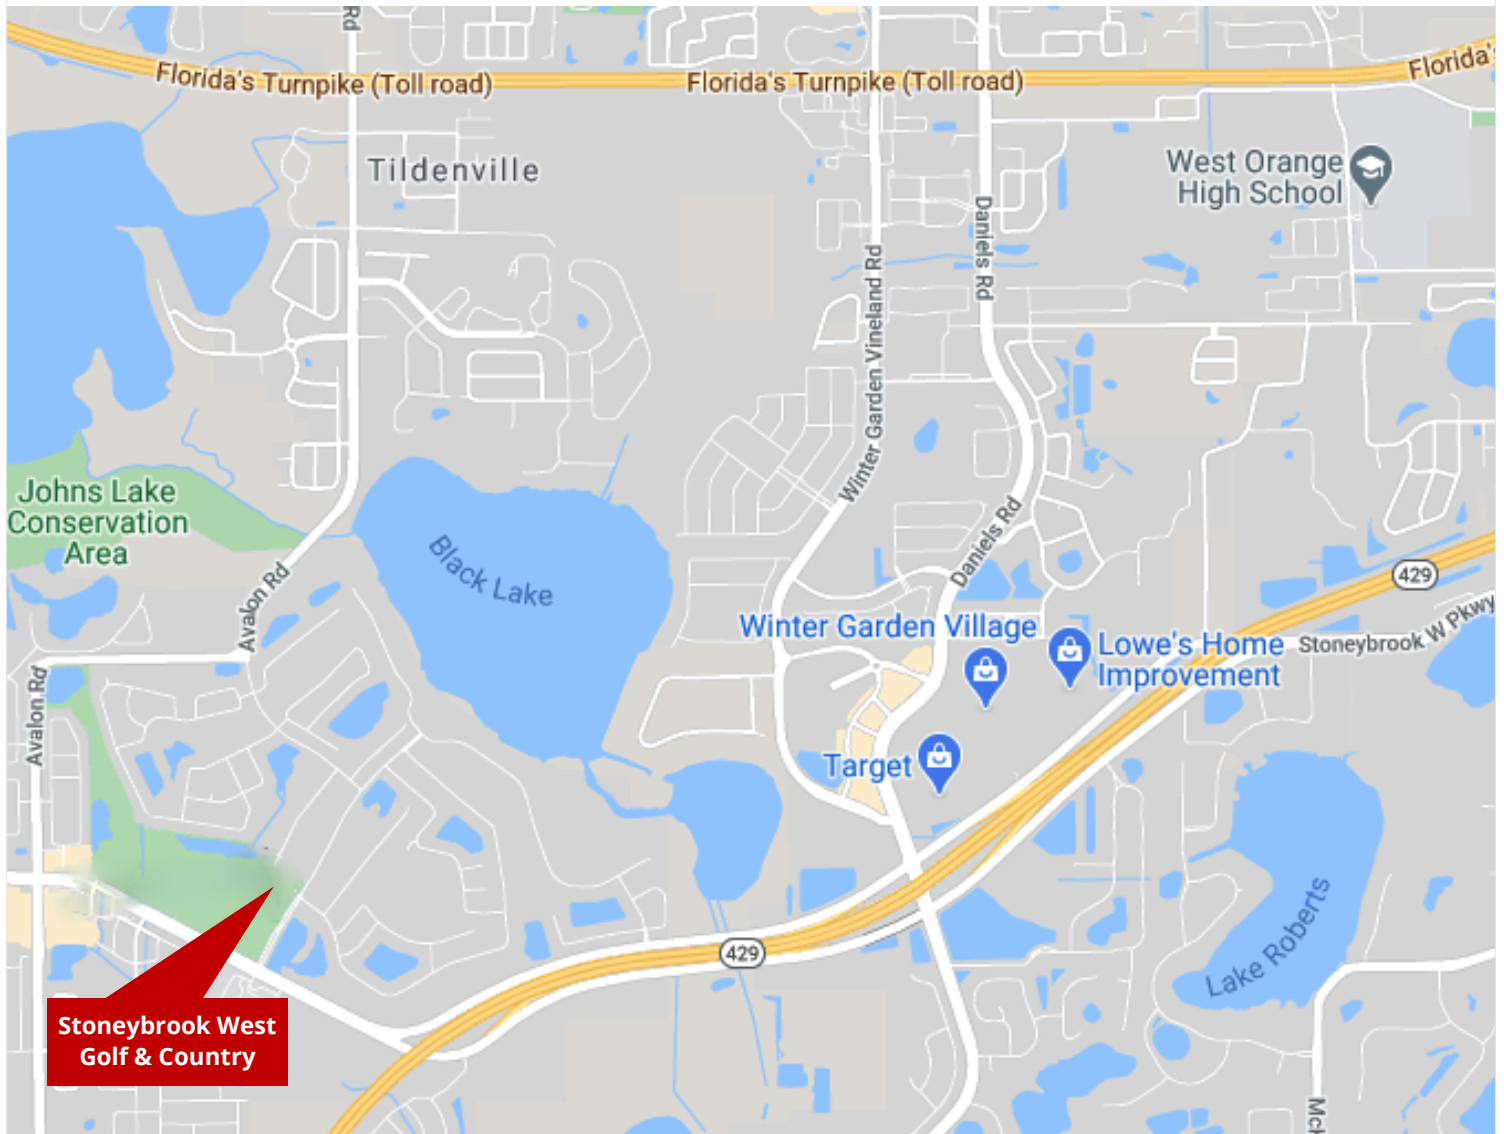 Rd
Florida's Turnpike (Toll road)
Florida's Turnpike (Toll road)
Florida's
Tildenville
West Orange
High School
Daniels Rd
Winter Garden Vineland Rd
Johns Lake
Conservation
Area
Black Lake
Daniels Rd
Avalon Rd
429
Stoneybrook W Pkwy
Winter Garden Village
Lowe's Home
Improvement
Avalon Rd
Target
429
Lake Roberts
Stoneybrook West
Golf & Country